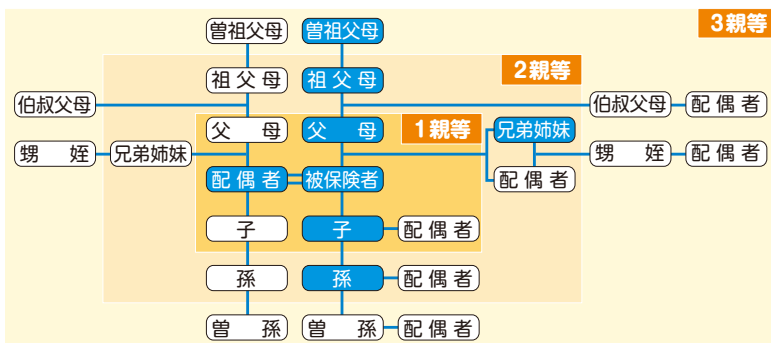 曽祖父母 曽祖父母 3親等
祖父母 祖父母 2親等
伯叔父母 伯叔父母 配偶者
父母 父母 1親等 兄弟姉妹
甥姪 兄弟姉妹 甥姪 配偶者
配偶者 被保険者 配偶者
子 子 配偶者
孫 孫 配偶者
曽孫 曽孫 配偶者